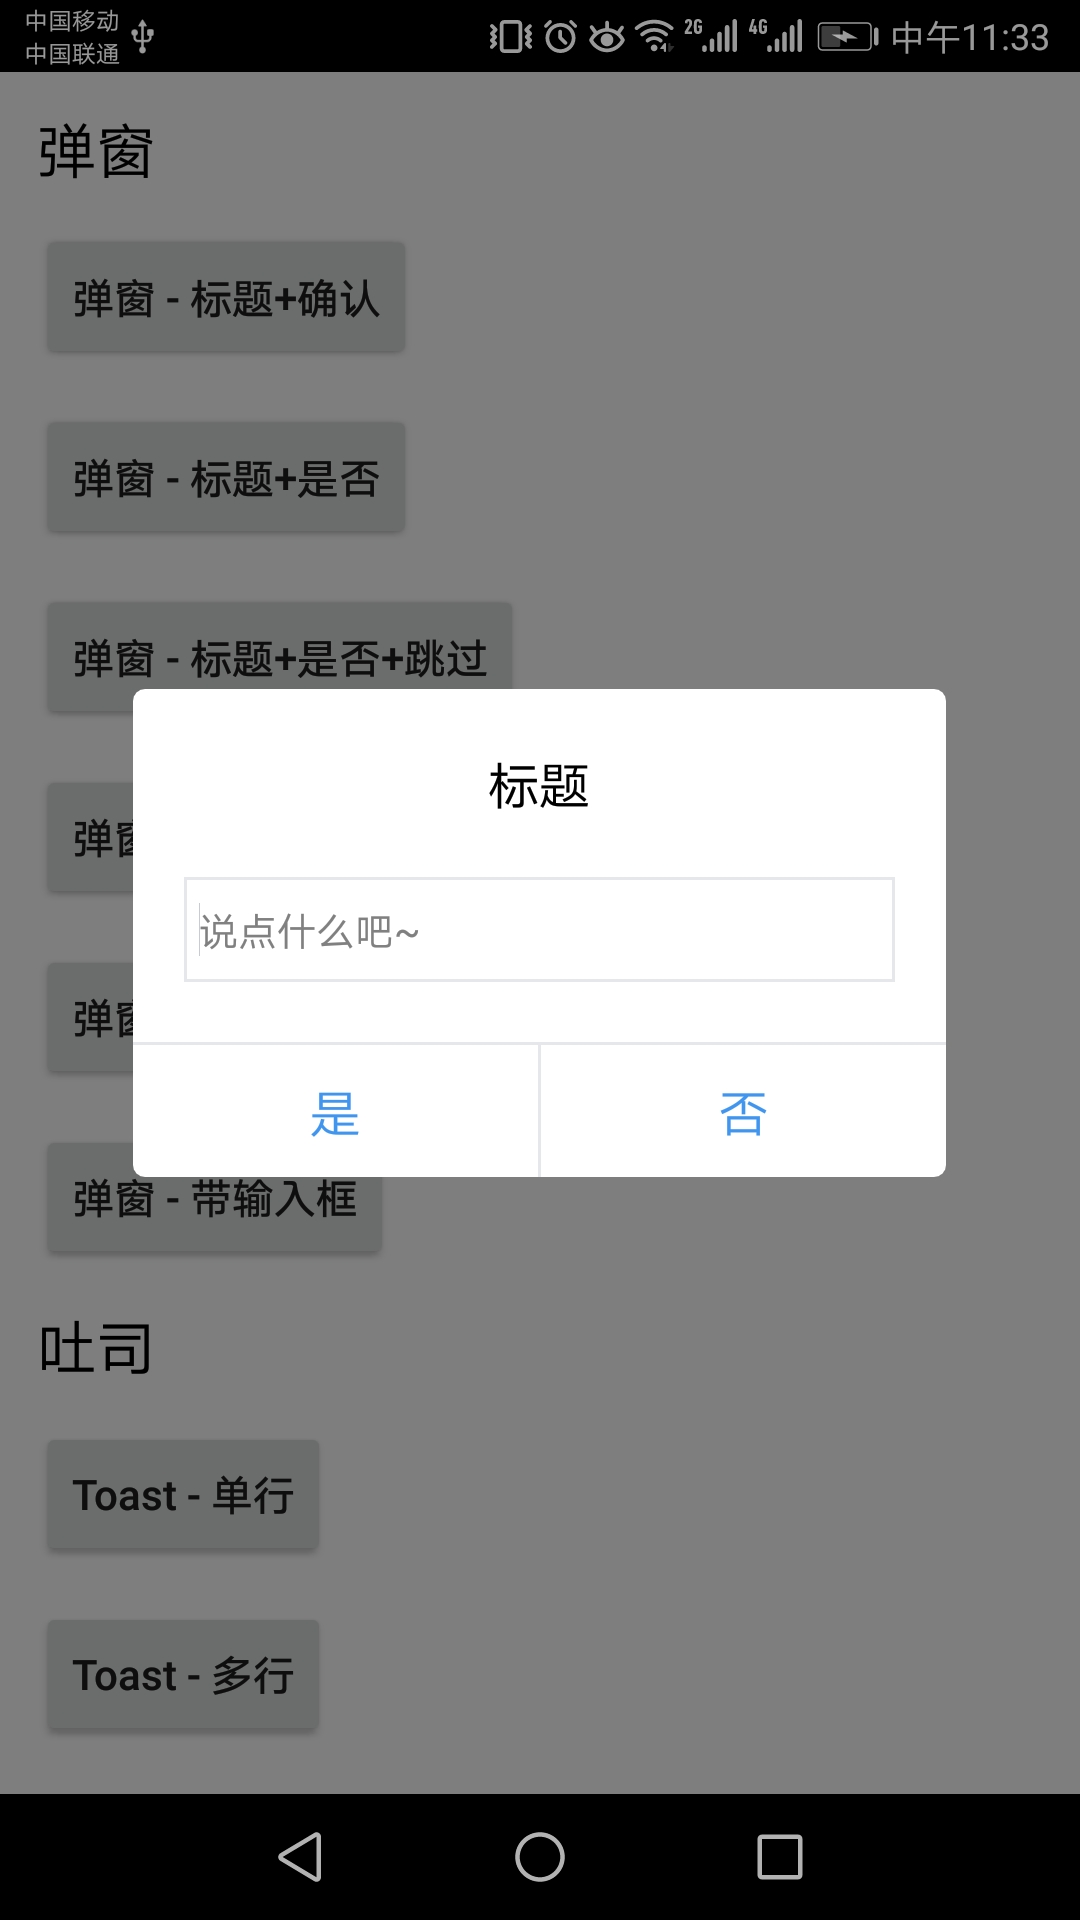 中国移动
中国联通
2G 4G 中午11:33
弹窗
弹窗 - 标题+确认
弹窗 - 标题+是否
弹窗 - 标题+是否+跳过
标题
弹
说点什么吧~
弹
是 否
弹窗 - 带输入框
吐司
Toast - 单行
Toast - 多行